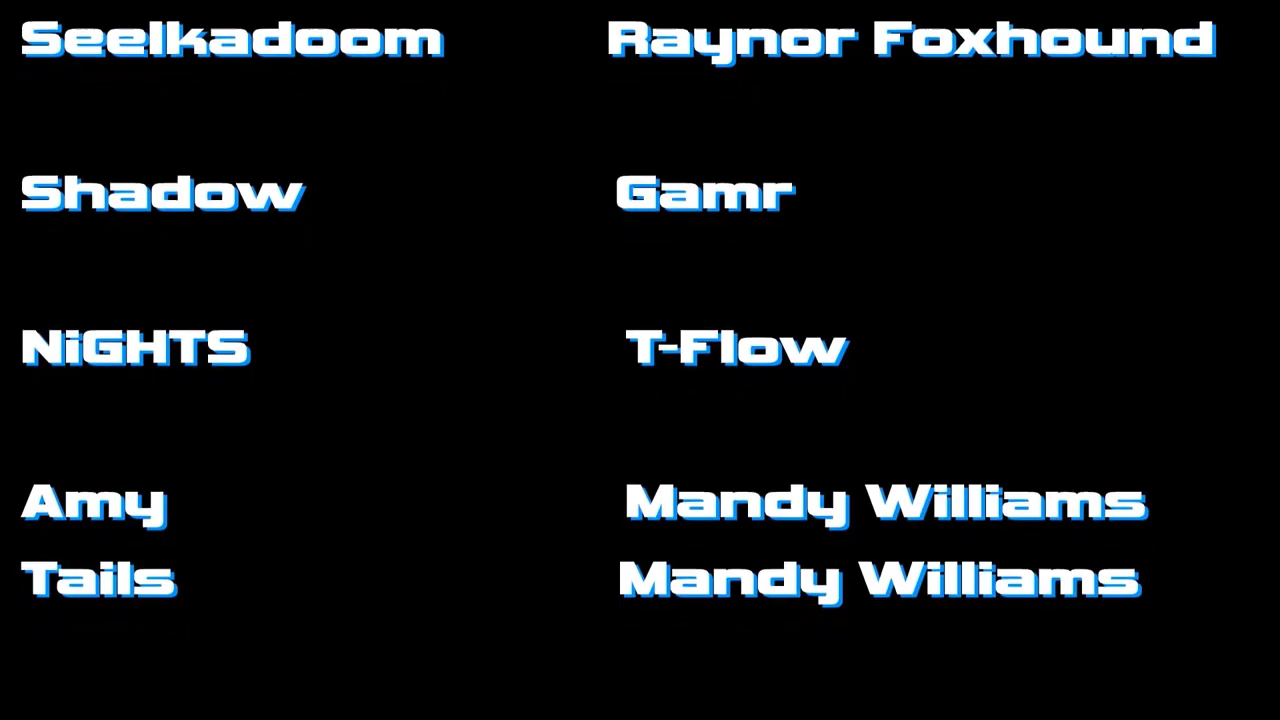 Seelkadoom Raynor Foxhound
Shadow Gamr
NiGHTS T-Flow
Amy Mandy Williams
Tails Mandy Williams